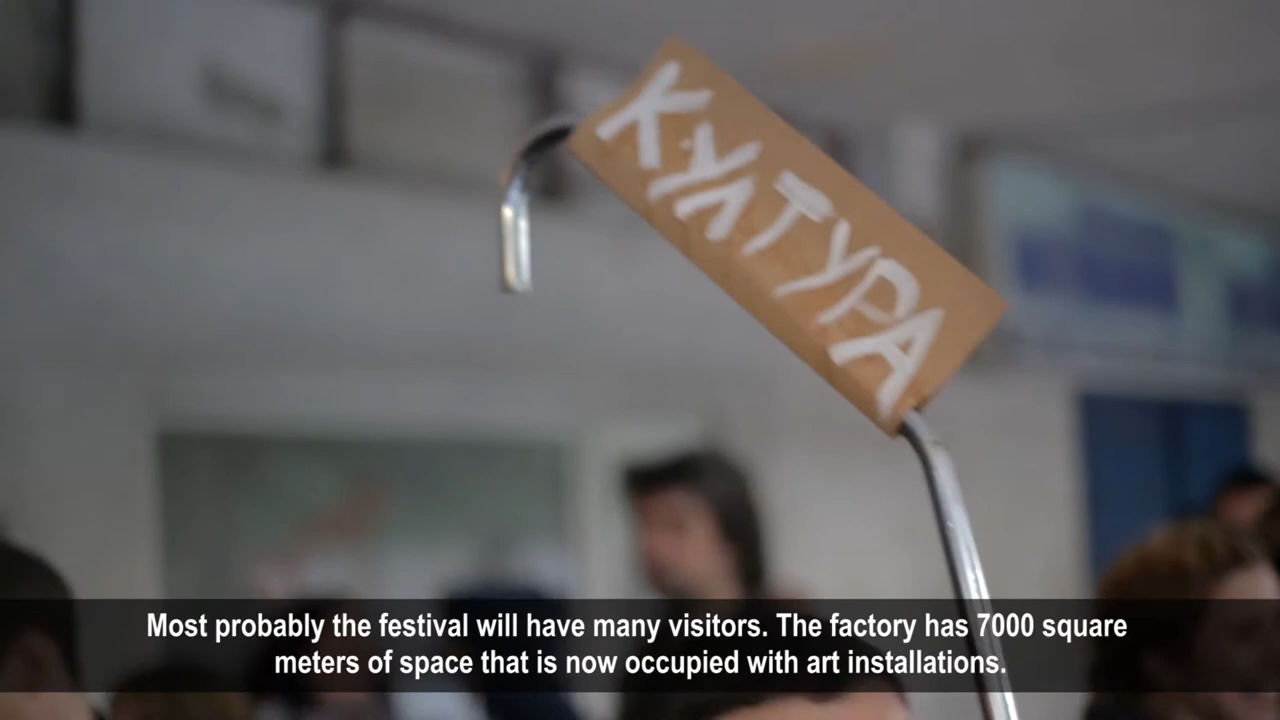 КУЛТУРА
Most probably the festival will have many visitors. The factory has 7000 square
meters of space that is now occupied with art installations.